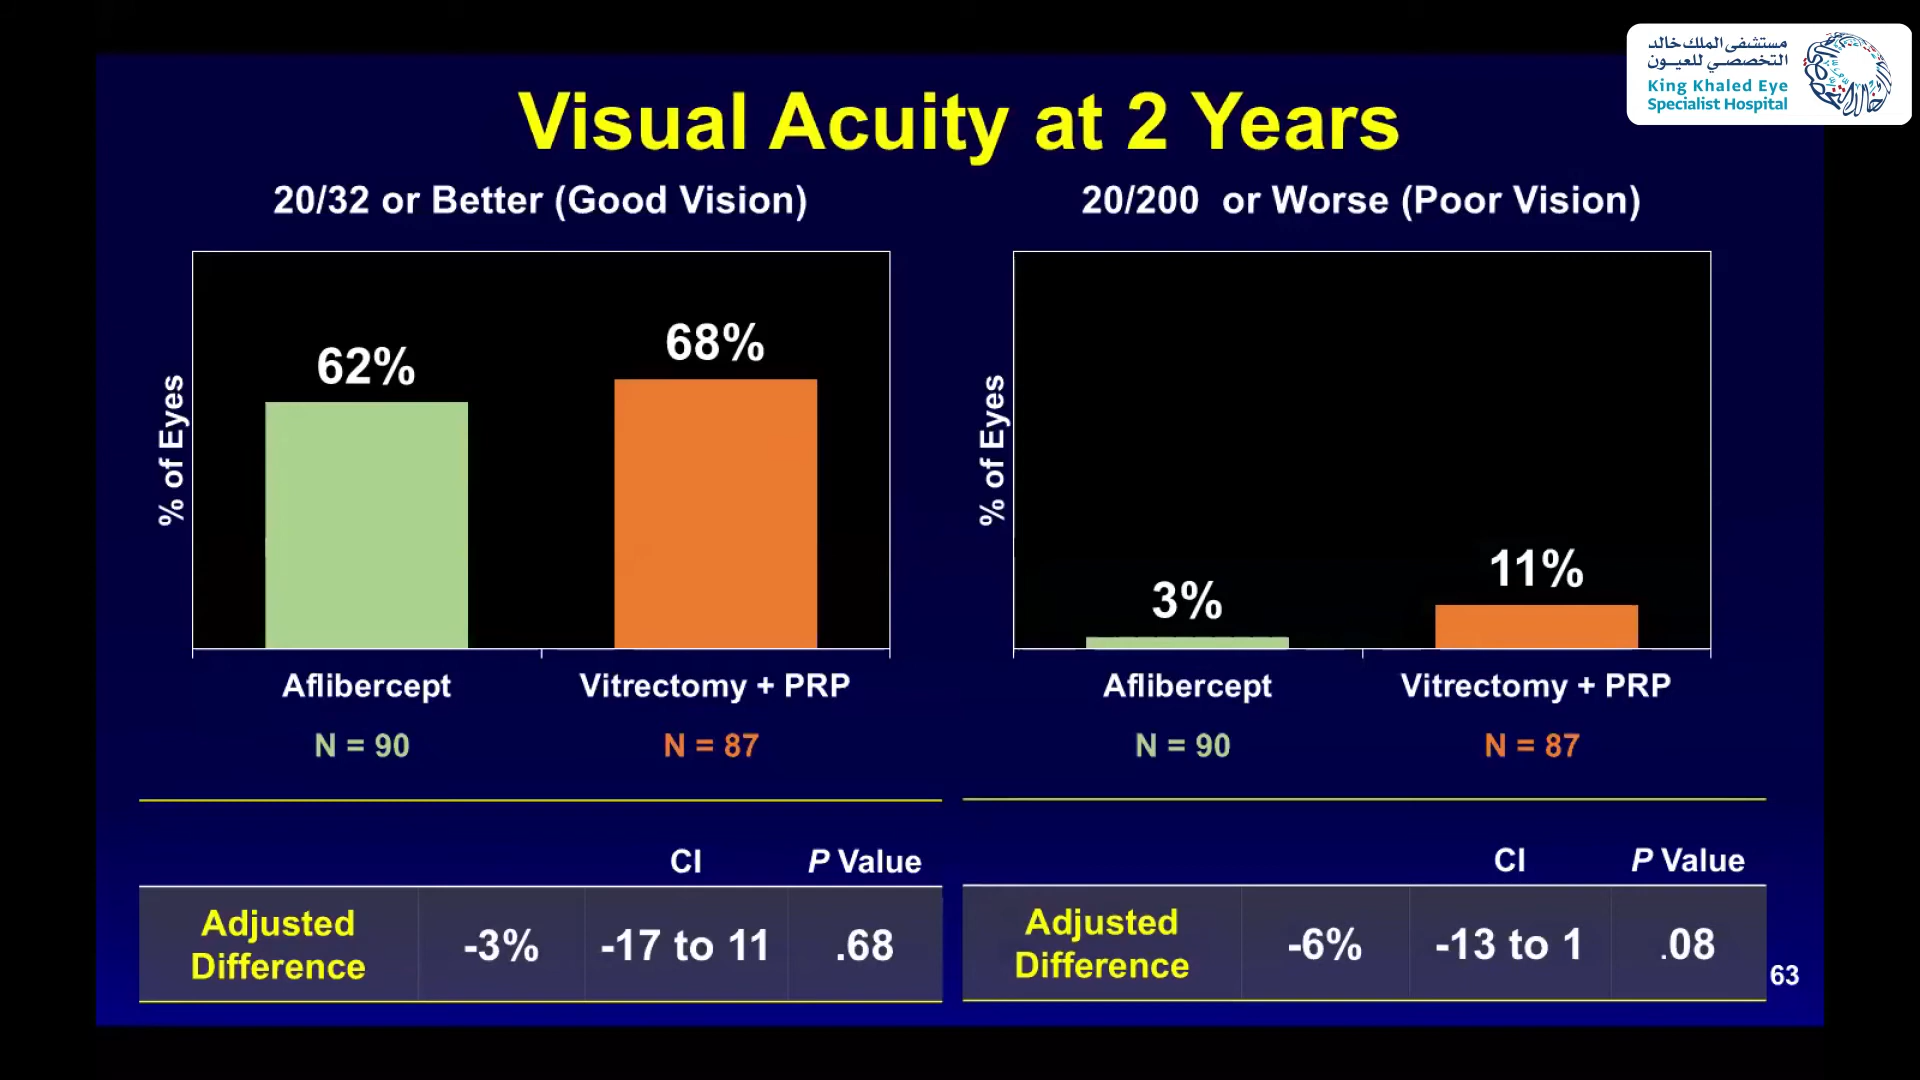 مستشفى الملك خالد
التخصصي للعيون
King Khaled Eye
Specialist Hospital
Visual Acuity at 2 Years
20/32 or Better (Good Vision)
% of Eyes
62%
68%
Aflibercept
Vitrectomy + PRP
N = 90
N = 87
CI
P Value
Adjusted
Difference
-3%
-17 to 11
.68
20/200 or Worse (Poor Vision)
% of Eyes
3%
11%
Aflibercept
Vitrectomy + PRP
N = 90
N = 87
CI
P Value
Adjusted
Difference
-6%
-13 to 1
.08
63